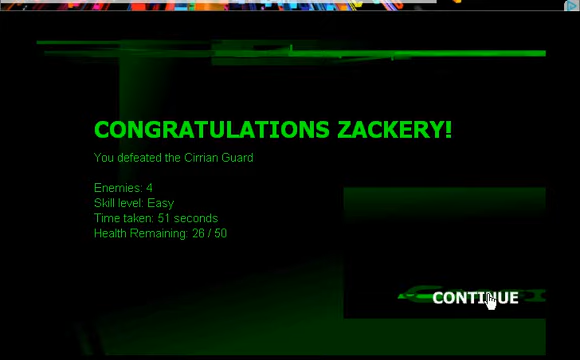 CONGRATULATIONS ZACKERY!
You defeated the Cirrian Guard
Enemies: 4
Skill level: Easy
Time taken: 51 seconds
Health Remaining: 26 / 50
CONTINUE